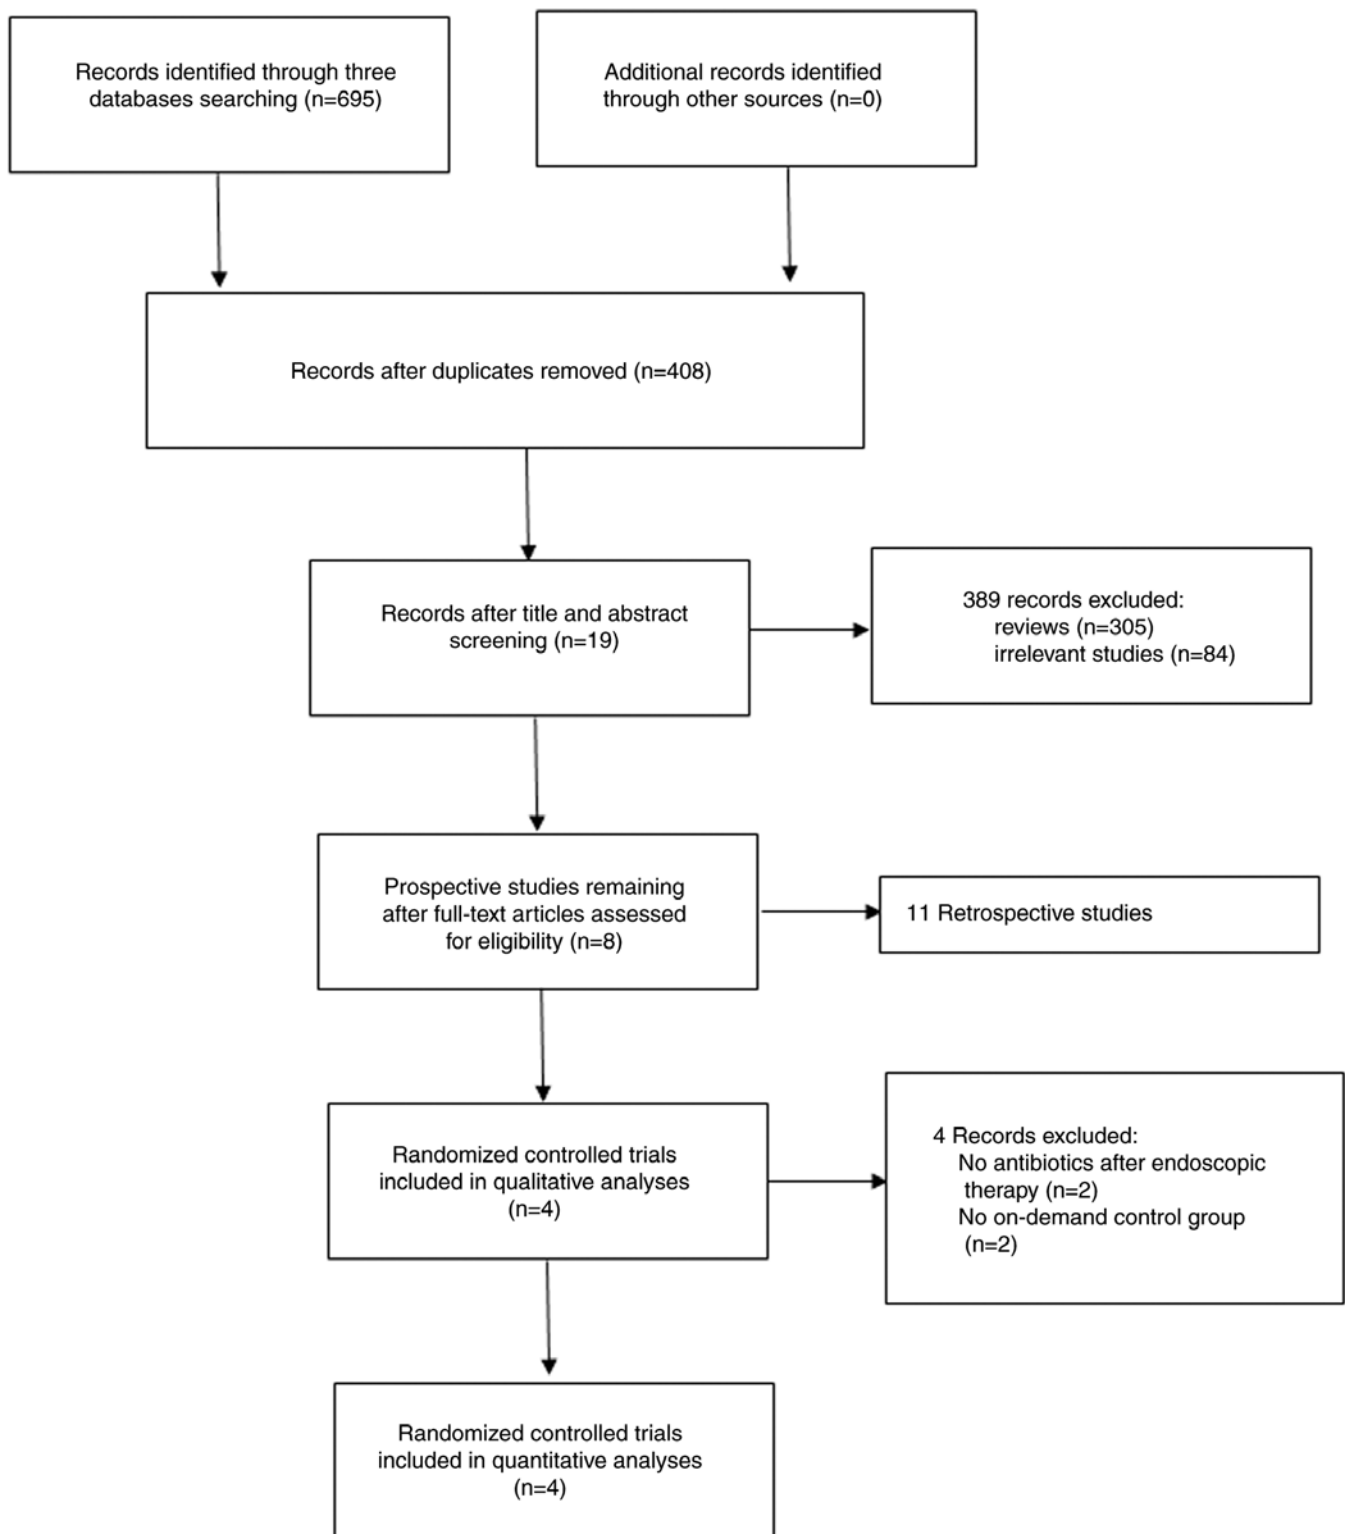 Records identified through three
databases searching (n=695)
Additional records identified
through other sources (n=0)
Records after duplicates removed (n=408)
Records after title and abstract
screening (n=19)
389 records excluded:
reviews (n=305)
irrelevant studies (n=84)
Prospective studies remaining
after full-text articles assessed
for eligibility (n=8)
11 Retrospective studies
Randomized controlled trials
included in qualitative analyses
(n=4)
4 Records excluded:
No antibiotics after endoscopic
therapy (n=2)
No on-demand control group
(n=2)
Randomized controlled trials
included in quantitative analyses
(n=4)